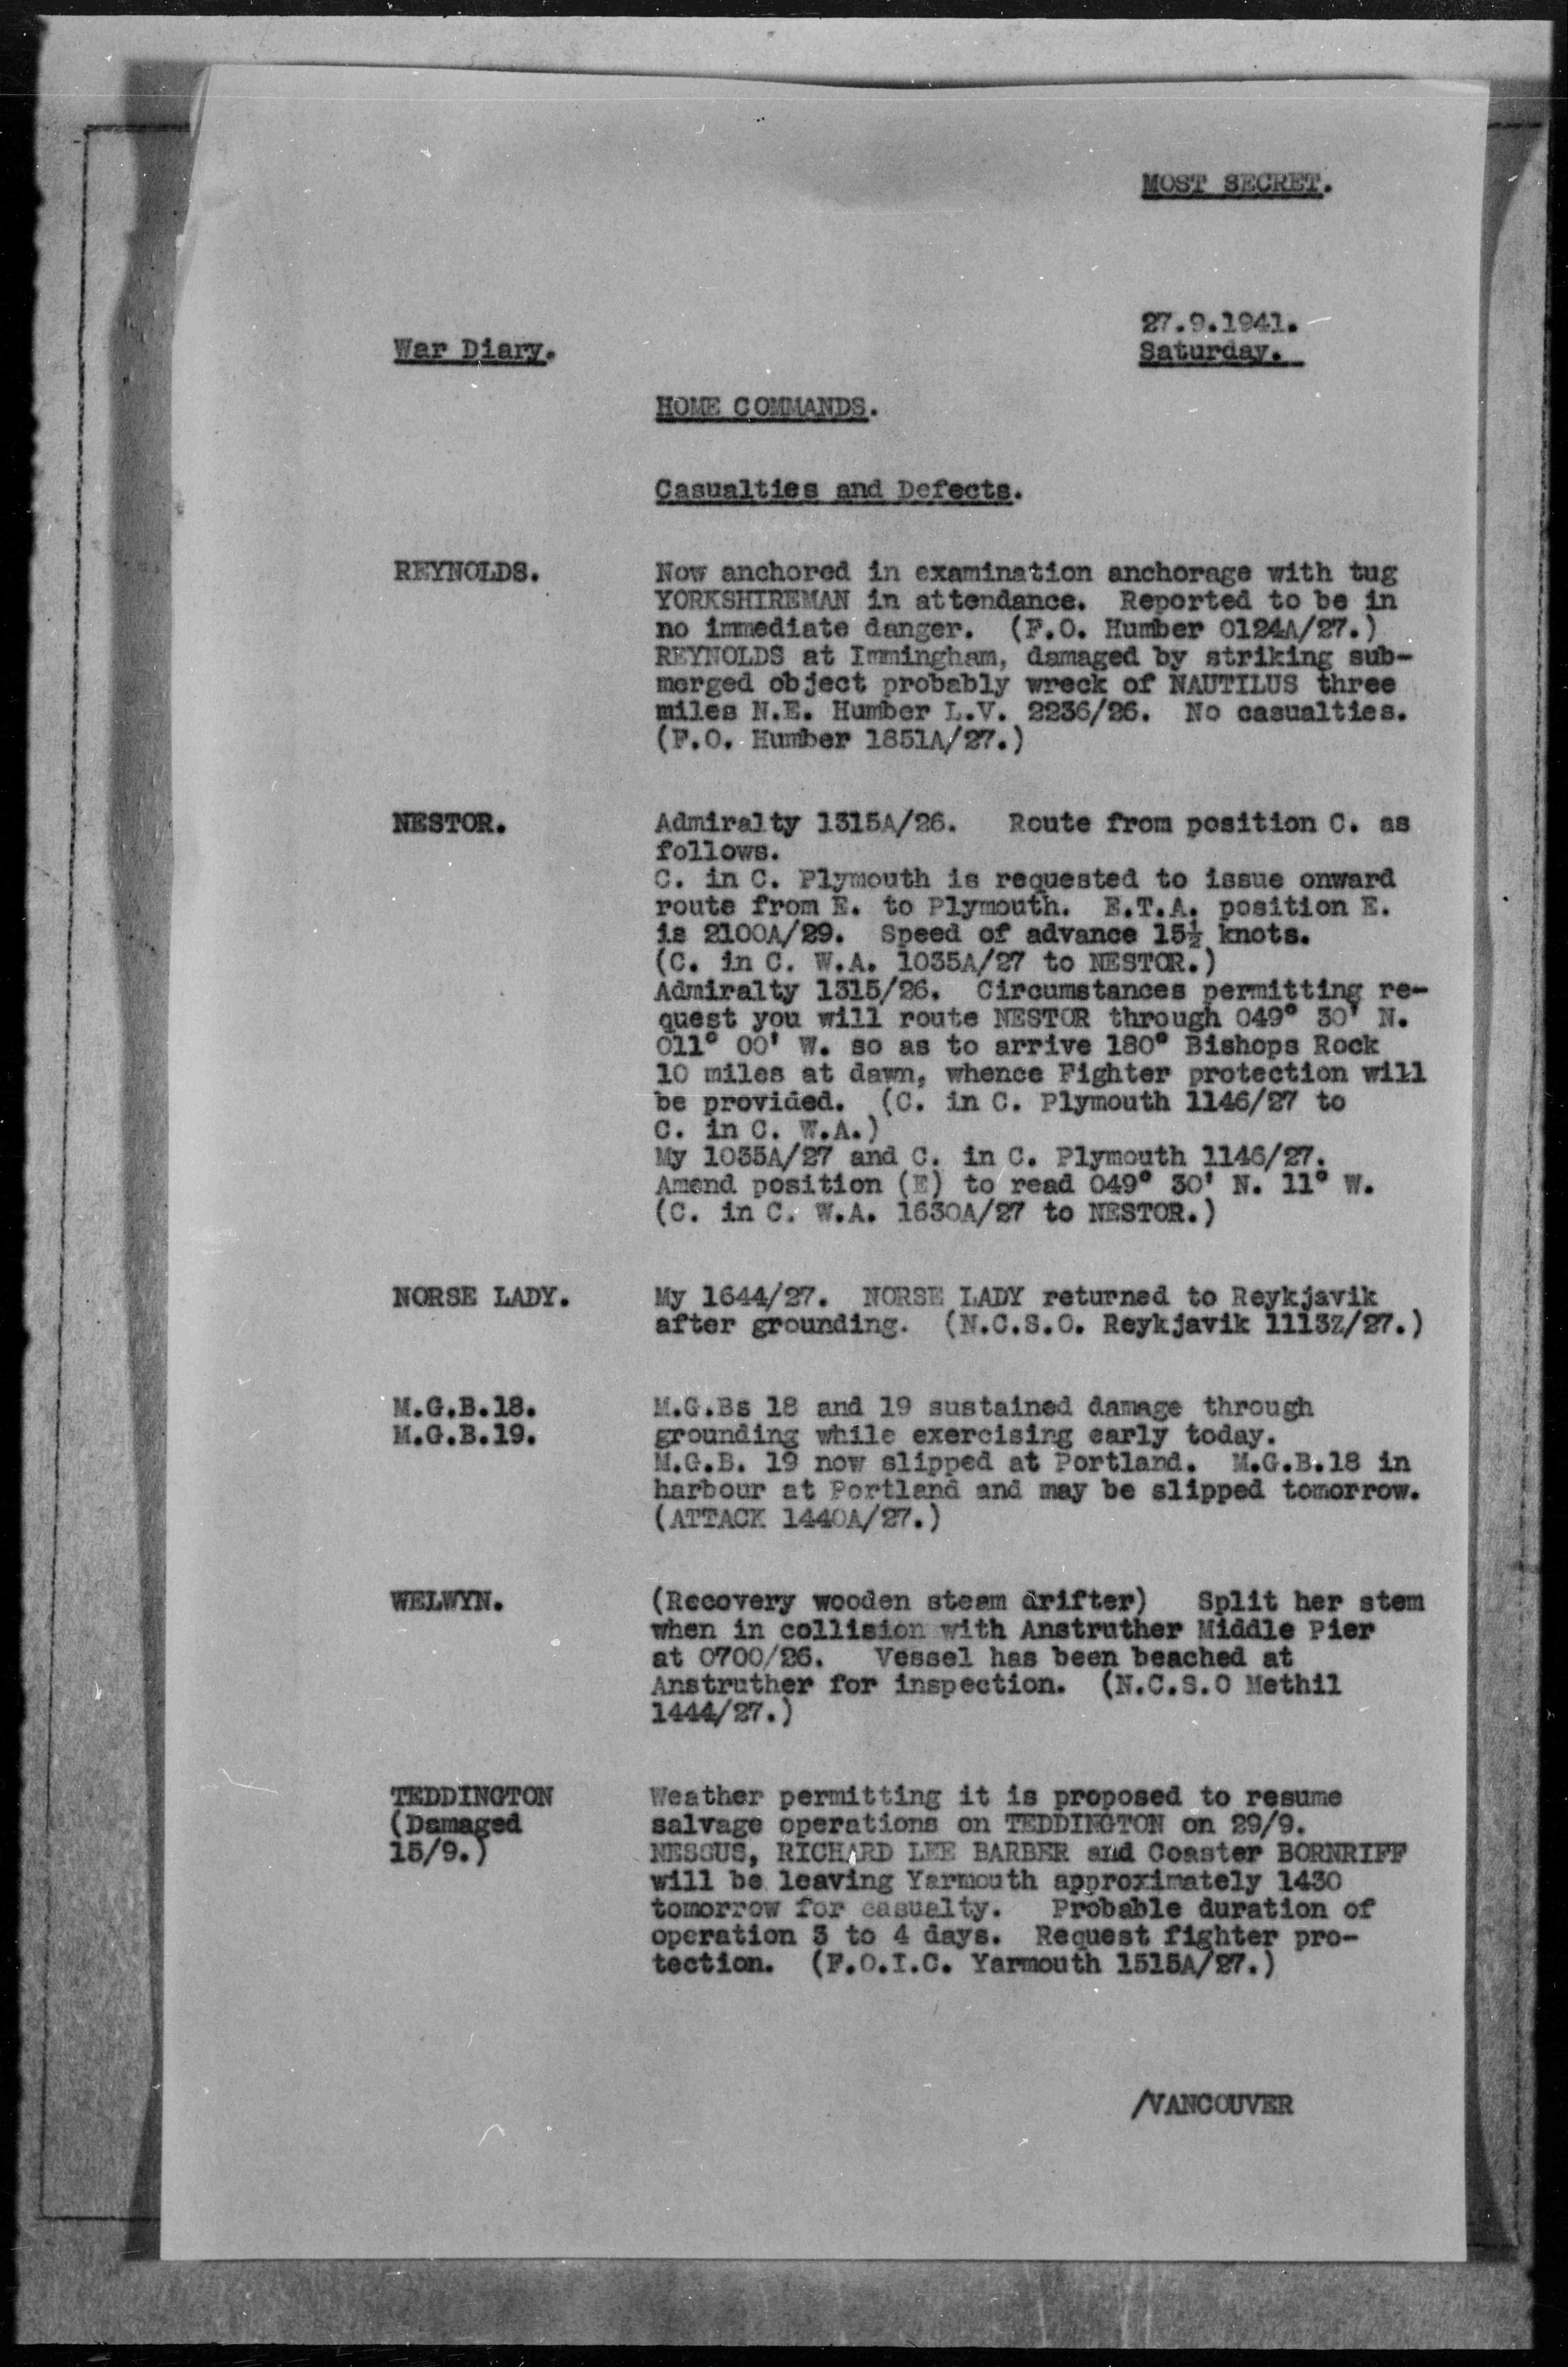 MOST SECRET.
27.9.1941.
War Diary.
Saturday.
HOME COMMANDS.
Casualties and Defects.
REYNOLDS. Now anchored in examination anchorage with tug
YORKSHIREMAN in attendance. Reported to be in
no immediate danger. (F.O. Humber 0124A/27.)
REYNOLDS at Immingham, damaged by striking sub-
merged object probably wreck of NAUTILUS three
miles N.E. Humber L.V. 2236/26. No casualties.
(F.O. Humber 1851A/27.)
NESTOR. Admiralty 1315A/26. Route from position C. as
follows.
C. in C. Plymouth is requested to issue onward
route from E. to Plymouth. E.T.A. position E.
is 2100A/29. Speed of advance 15½ knots.
(C. in C. W.A. 1035A/27 to NESTOR.)
Admiralty 1315/26. Circumstances permitting re-
quest you will route NESTOR through 049° 30' N.
011° 00' W. so as to arrive 180° Bishops Rock
10 miles at dawn, whence Fighter protection will
be provided. (C. in C. Plymouth 1146/27 to
C. in C. W.A.)
My 1035A/27 and C. in C. Plymouth 1146/27.
Amend position (E) to read 049° 30' N. 11° W.
(C. in C. W.A. 1630A/27 to NESTOR.)
NORSE LADY. My 1644/27. NORSE LADY returned to Reykjavik
after grounding. (N.C.S.O. Reykjavik 1113Z/27.)
M.G.B.18. M.G.Bs 18 and 19 sustained damage through
M.G.B.19. grounding while exercising early today.
M.G.B. 19 now slipped at Portland. M.G.B.18 in
harbour at Portland and may be slipped tomorrow.
(ATTACK 1440A/27.)
WELWYN. (Recovery wooden steam drifter) Split her stem
when in collision with Anstruther Middle Pier
at 0700/26. Vessel has been beached at
Anstruther for inspection. (N.C.S.O Methil
1444/27.)
TEDDINGTON Weather permitting it is proposed to resume
(Damaged salvage operations on TEDDINGTON on 29/9.
15/9.) NESSUS, RICHARD LEE BARBER and Coaster BORNRIFF
will be leaving Yarmouth approximately 1430
tomorrow for casualty. Probable duration of
operation 3 to 4 days. Request fighter pro-
tection. (F.O.I.C. Yarmouth 1515A/27.)
/VANCOUVER